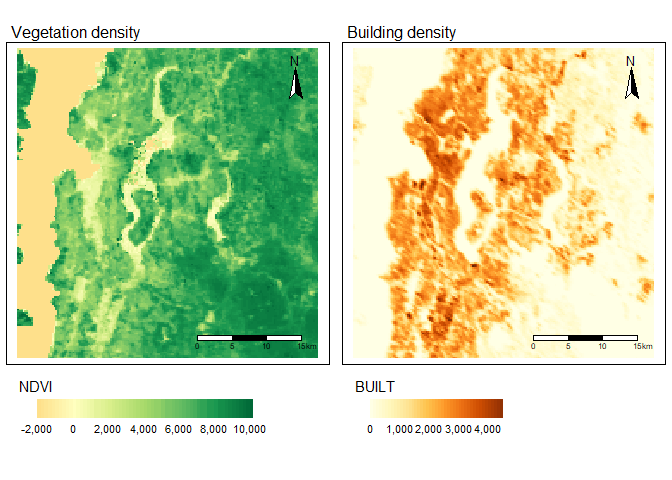 Vegetation density
N
0 5 10 15km
NDVI
-2,000 0 2,000 4,000 6,000 8,000 10,000
Building density
N
0 5 10 15km
BUILT
0 1,000 2,000 3,000 4,000